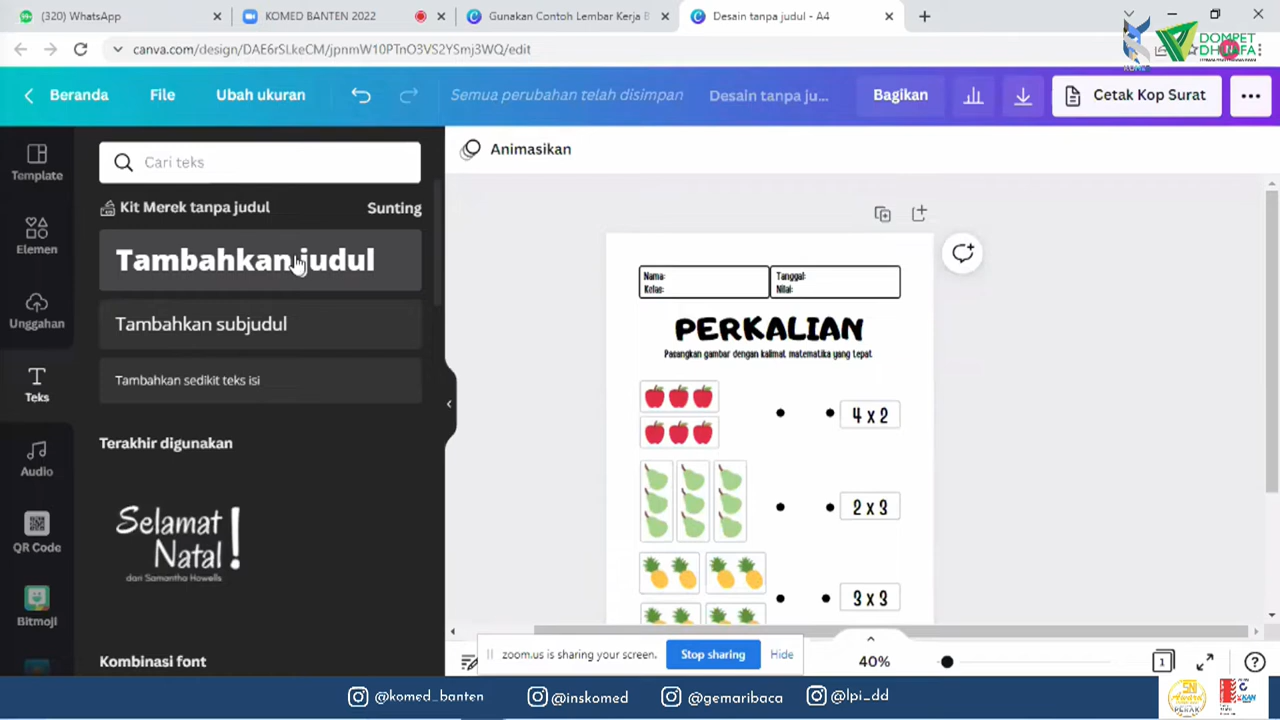 (320) WhatsApp
KOMED BANTEN 2022
Gunakan Contoh Lembar Kerja B
Desain tanpa judul - A4
canva.com/design/DAE6rSLkeCM/jpnmW10PTnO3VS2YSmj3WQ/edit
DOMPET
DHUAFA
Beranda
File
Ubah ukuran
Semua perubahan telah disimpan
Desain tanpa ju...
Bagikan
Cetak Kop Surat
Template
Elemen
Unggahan
Teks
Audio
QR Code
Bitmoji
Cari teks
Kit Merek tanpa judul
Sunting
Tambahkan judul
Tambahkan subjudul
Tambahkan sedikit teks isi
Terakhir digunakan
Selamat
Natal!
dari Samantha Howells
Kombinasi font
Animasikan
Nama:
Kelas:
Tanggal:
Nilai:
PERKALIAN
Pasangkan gambar dengan kalimat matematika yang tepat
4 x 2
2 x 3
3 x 3
zoom.us is sharing your screen.
Stop sharing
Hide
40%
1
@komed_banten
@inskomed
@gemaribaca
@lpi_dd
SNI
Award
PERAK
KAN